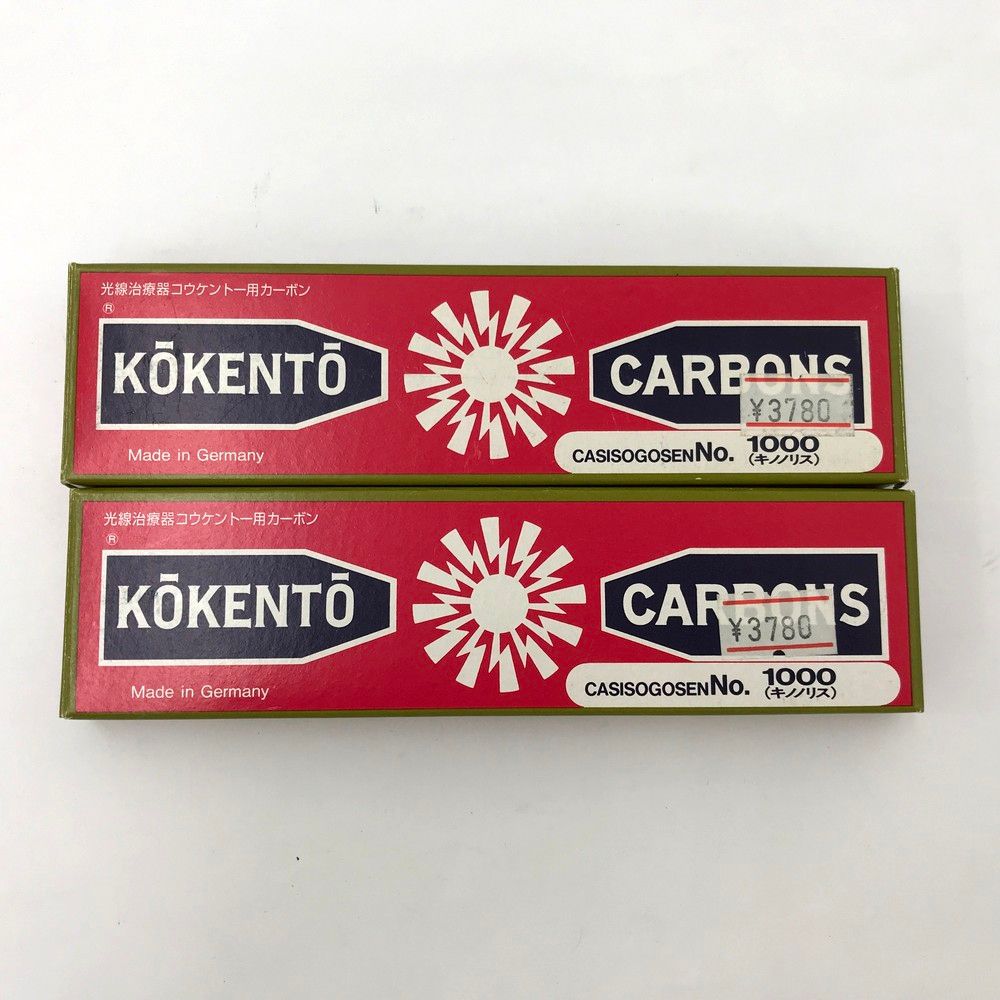 光線治療器コウケントー用カーボン
®
KŌKENTŌ CARBONS
¥3780
Made in Germany
CASISOGOSEN No. 1000
(キノノリス)
光線治療器コウケントー用カーボン
®
KŌKENTŌ CARBONS
¥3780
Made in Germany
CASISOGOSEN No. 1000
(キノノリス)